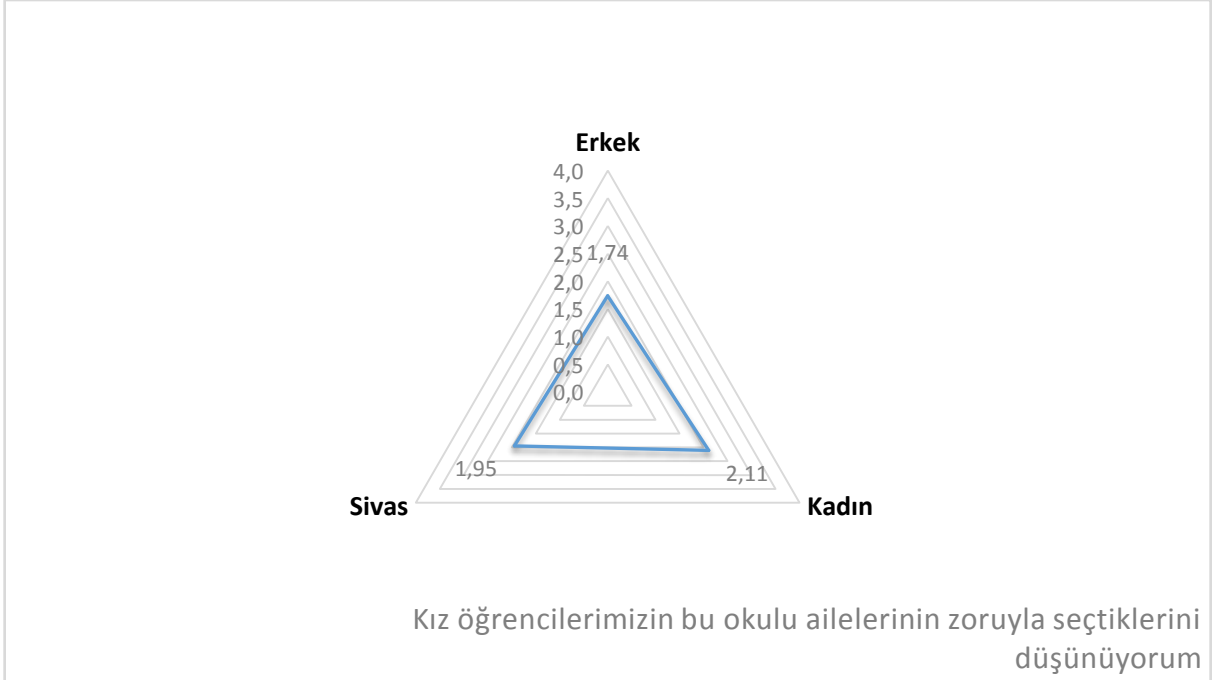 Erkek
4,0
3,5
3,0
2,5 1,74
2,0
1,5
1,0
0,5
0,0
1,95 2,11
Sivas Kadın
Kız öğrencilerimizin bu okulu ailelerinin zoruyla seçtiklerini
düşünüyorum